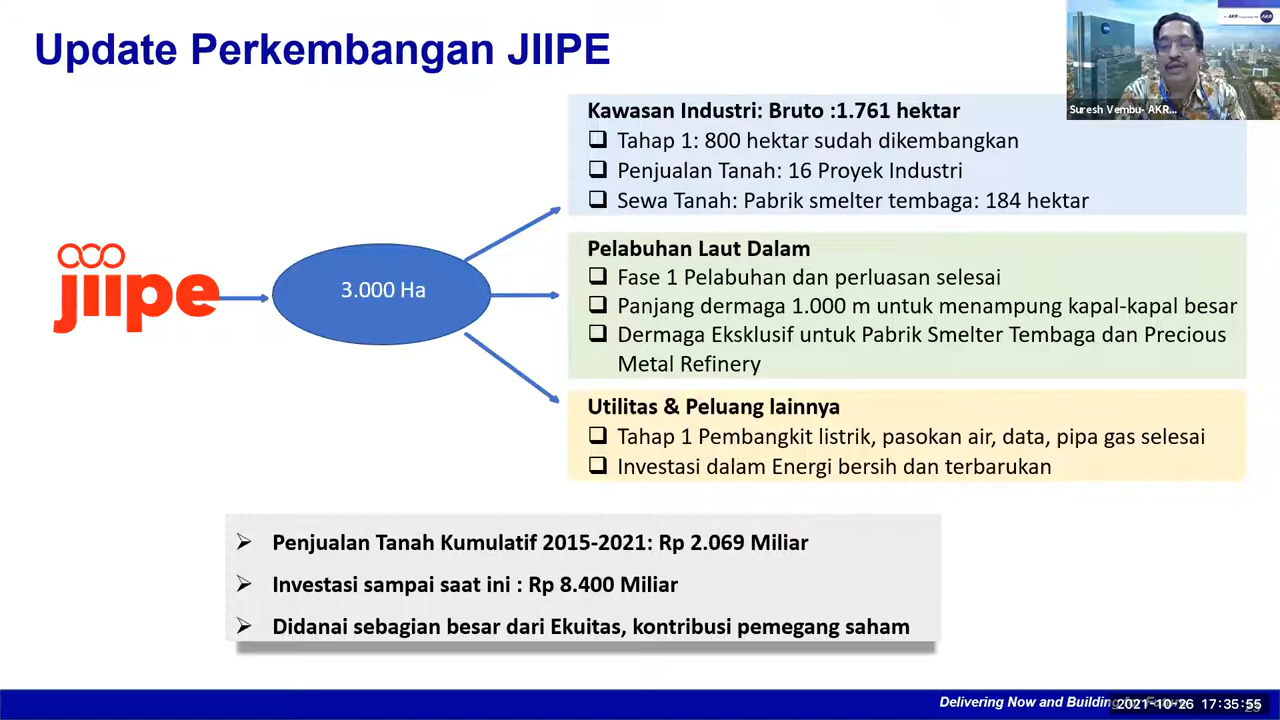 Update Perkembangan JIIPE
AKR
Suresh Vembu- AKR...
Kawasan Industri: Bruto :1.761 hektar
Tahap 1: 800 hektar sudah dikembangkan
Penjualan Tanah: 16 Proyek Industri
Sewa Tanah: Pabrik smelter tembaga: 184 hektar
jiipe
3.000 Ha
Pelabuhan Laut Dalam
Fase 1 Pelabuhan dan perluasan selesai
Panjang dermaga 1.000 m untuk menampung kapal-kapal besar
Dermaga Eksklusif untuk Pabrik Smelter Tembaga dan Precious
Metal Refinery
Utilitas & Peluang lainnya
Tahap 1 Pembangkit listrik, pasokan air, data, pipa gas selesai
Investasi dalam Energi bersih dan terbarukan
Penjualan Tanah Kumulatif 2015-2021: Rp 2.069 Miliar
Investasi sampai saat ini : Rp 8.400 Miliar
Didanai sebagian besar dari Ekuitas, kontribusi pemegang saham
Delivering Now and Building
2021-10-26 17:35:55